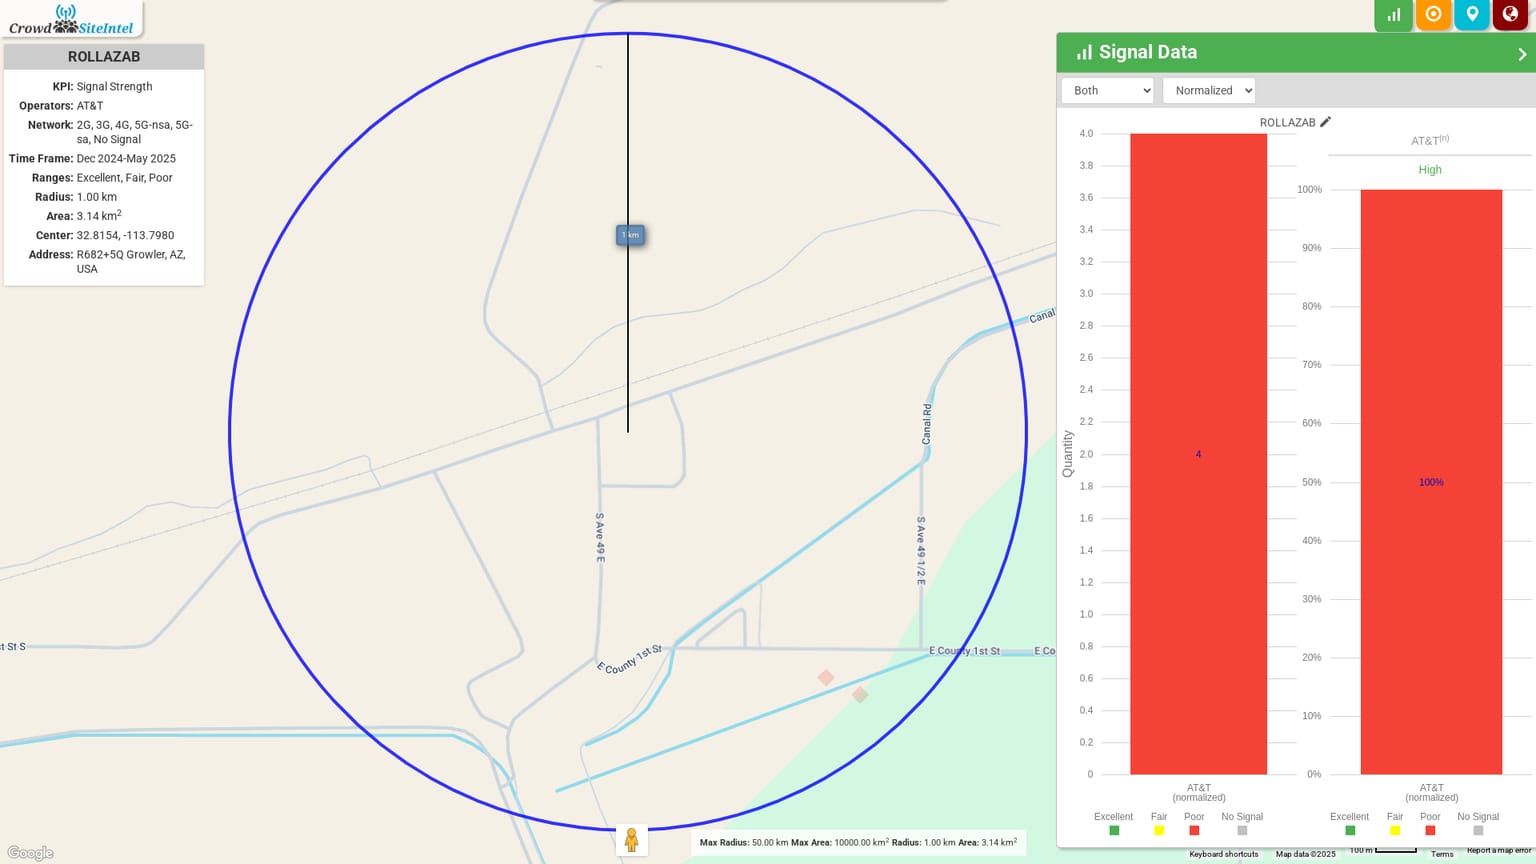 Crowd SiteIntel
ROLLAZAB
KPI: Signal Strength
Operators: AT&T
Network: 2G, 3G, 4G, 5G-nsa, 5G-
sa, No Signal
Time Frame: Dec 2024-May 2025
Ranges: Excellent, Fair, Poor
Radius: 1.00 km
Area: 3.14 km²
Center: 32.8154, -113.7980
Address: R682+5Q Growler, AZ,
USA
1 km
Canal
Canal Rd
S Ave 49 E
S Ave 49 1/2 E
st St S
E County 1st St
E County 1st St
E Co
Google
Max Radius: 50.00 km Max Area: 10000.00 km² Radius: 1.00 km Area: 3.14 km²
Signal Data
Both
Normalized
ROLLAZAB
Quantity
4.0
3.8
3.6
3.4
3.2
3.0
2.8
2.6
2.4
2.2
2.0
1.8
1.6
1.4
1.2
1.0
0.8
0.6
0.4
0.2
0
4
AT&T
(normalized)
Excellent Fair Poor No Signal
AT&T(n)
High
100%
90%
80%
70%
60%
50%
40%
30%
20%
10%
0%
100%
AT&T
(normalized)
Excellent Fair Poor No Signal
Keyboard shortcuts Map data ©2025 100 m Terms Report a map error